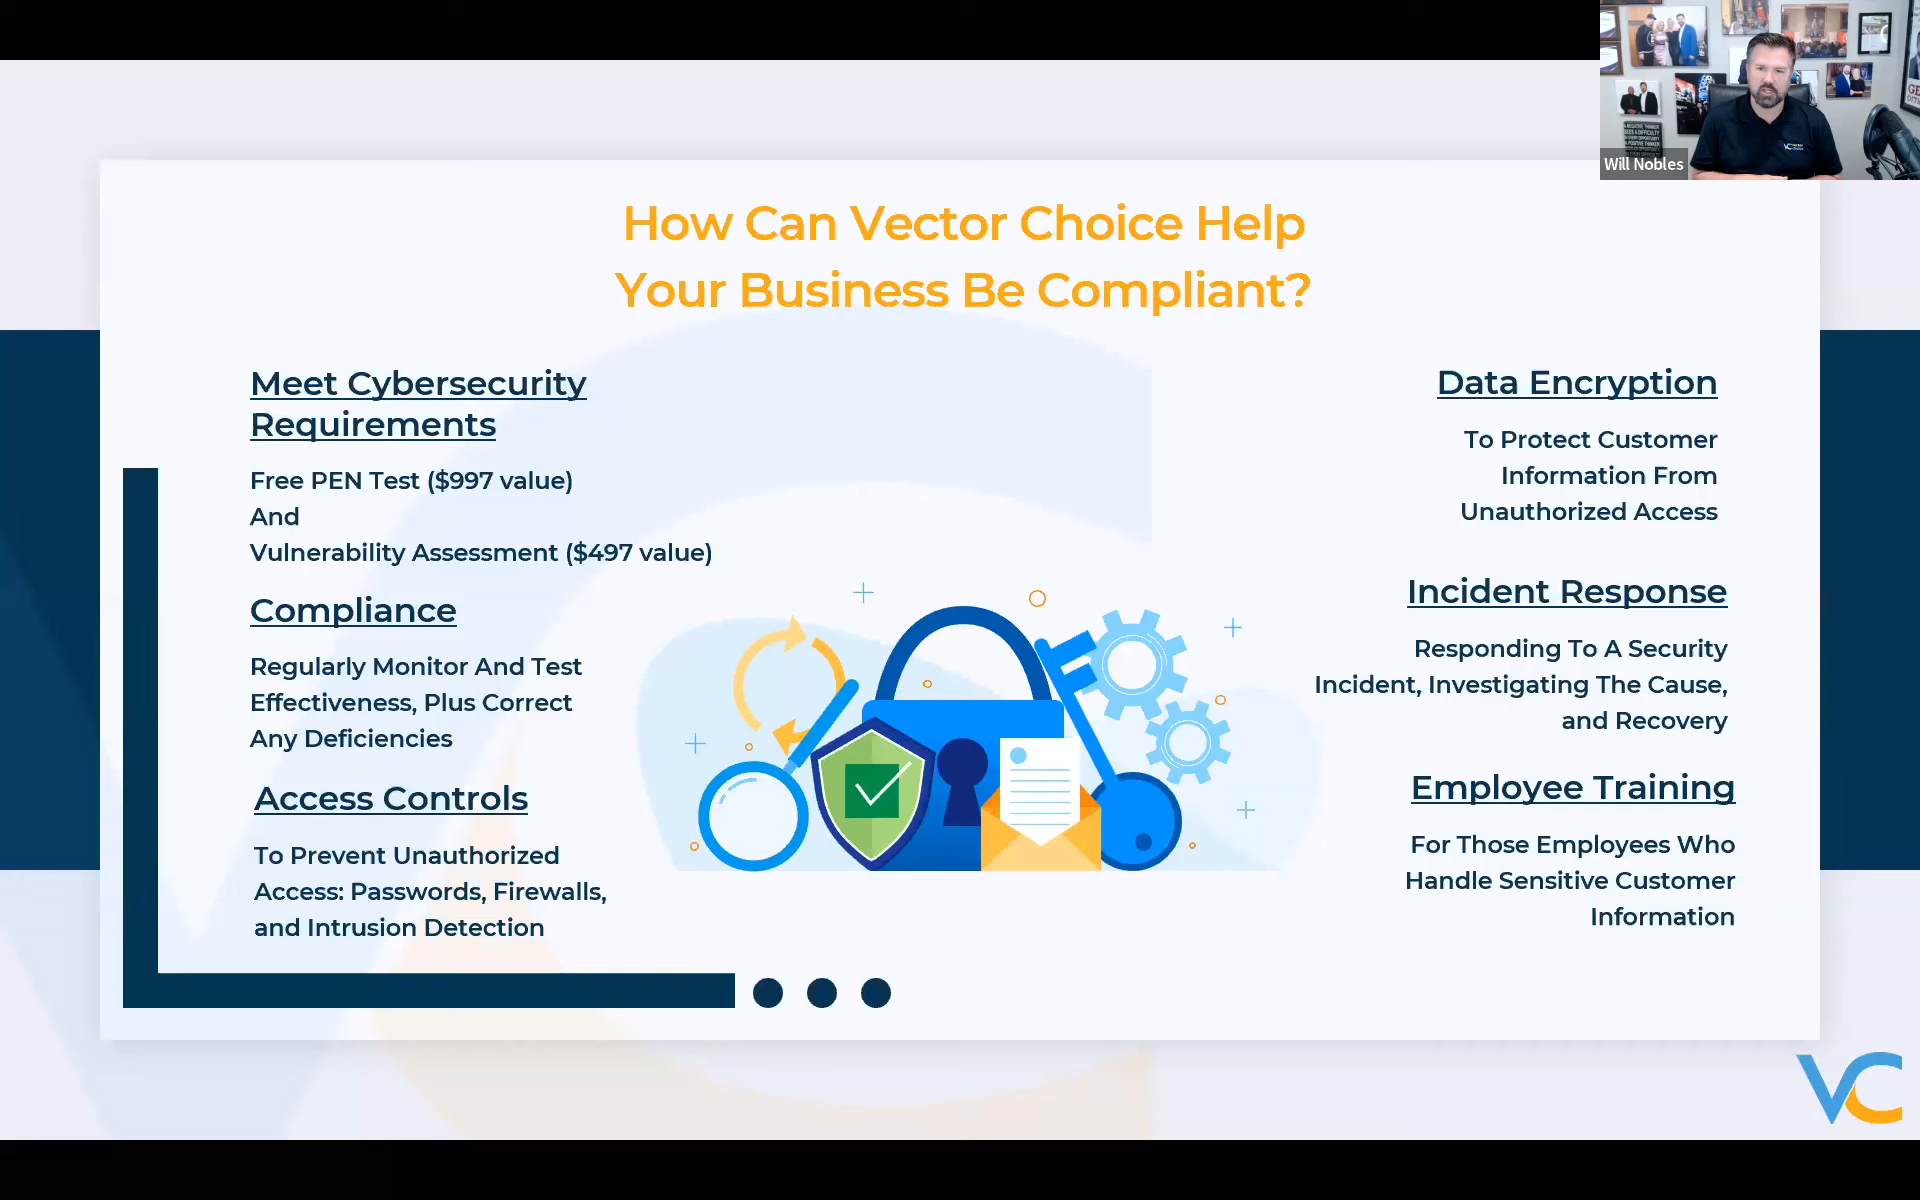 How Can Vector Choice Help
Your Business Be Compliant?
Meet Cybersecurity
Requirements
Free PEN Test ($997 value)
And
Vulnerability Assessment ($497 value)
Compliance
Regularly Monitor And Test
Effectiveness, Plus Correct
Any Deficiencies
Access Controls
To Prevent Unauthorized
Access: Passwords, Firewalls,
and Intrusion Detection
Data Encryption
To Protect Customer
Information From
Unauthorized Access
Incident Response
Responding To A Security
Incident, Investigating The Cause,
and Recovery
Employee Training
For Those Employees Who
Handle Sensitive Customer
Information
Will Nobles
VC